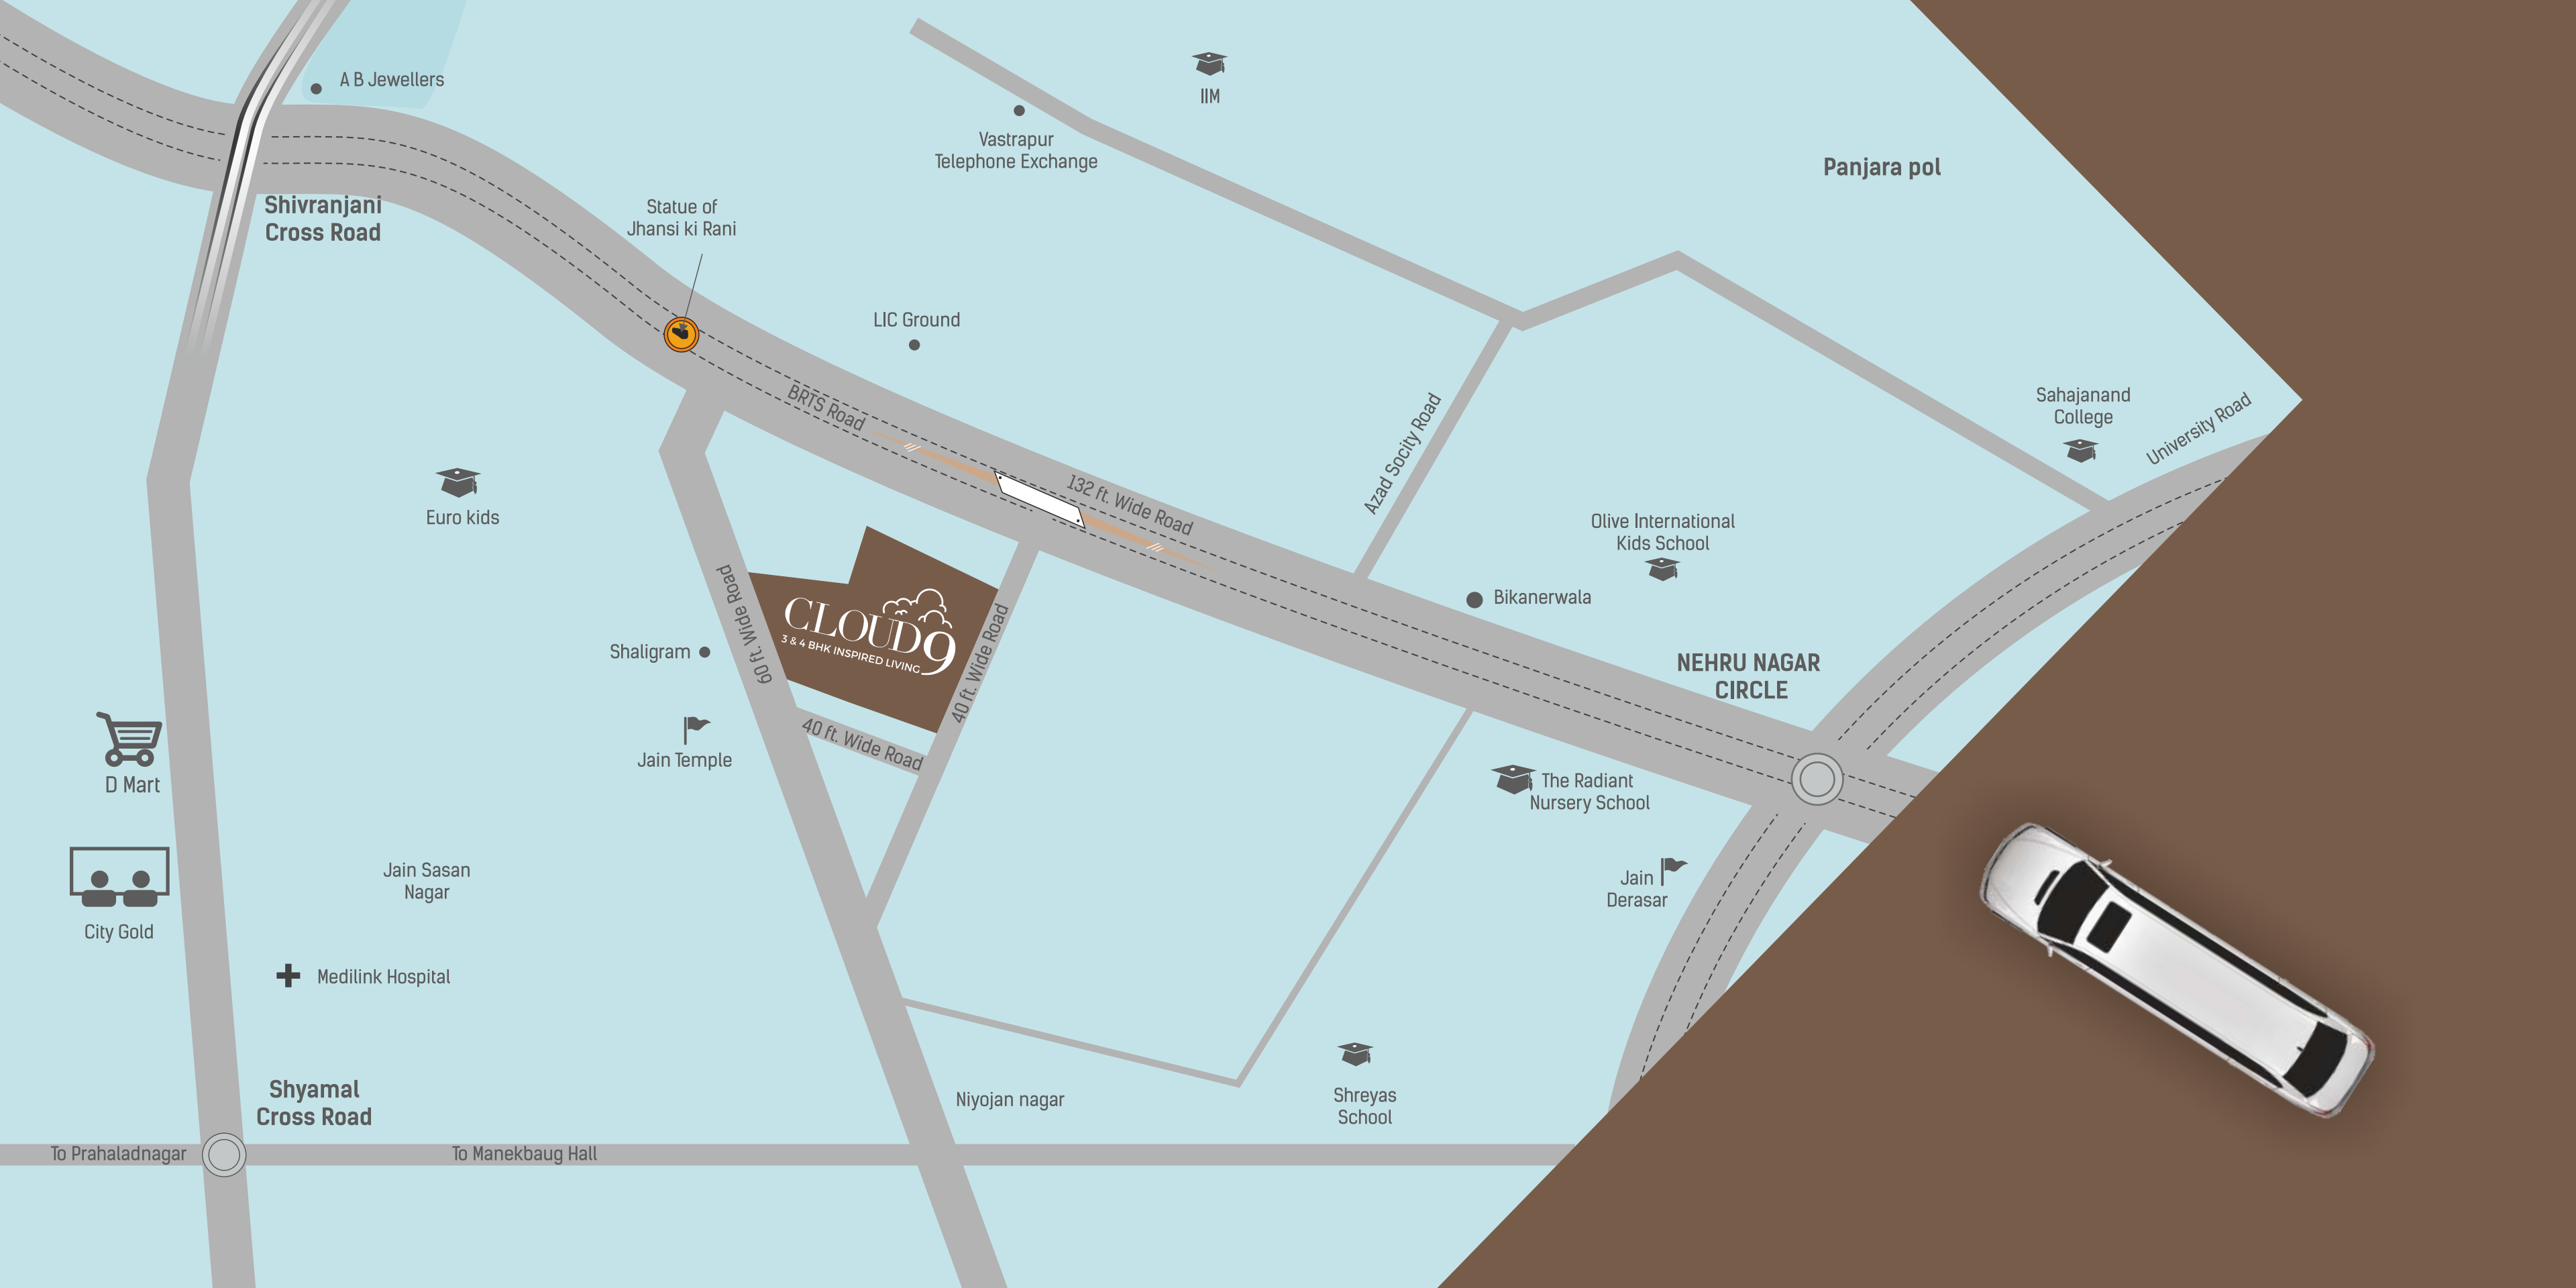 A B Jewellers
IIM
Vastrapur
Telephone Exchange
Panjara pol
Shivranjani
Cross Road
Statue of
Jhansi ki Rani
LIC Ground
BRTS Road
132 ft. Wide Road
Azad Socity Road
Sahajanand
College
University Road
Euro kids
Olive International
Kids School
Bikanerwala
60 ft. Wide Road
CLOUD9
3 & 4 BHK INSPIRED LIVING
40 ft. Wide Road
Shaligram
NEHRU NAGAR
CIRCLE
Jain Temple
40 ft. Wide Road
D Mart
The Radiant
Nursery School
Jain Sasan
Nagar
Jain
Derasar
City Gold
Medilink Hospital
Shyamal
Cross Road
Niyojan nagar
Shreyas
School
To Prahaladnagar
To Manekbaug Hall